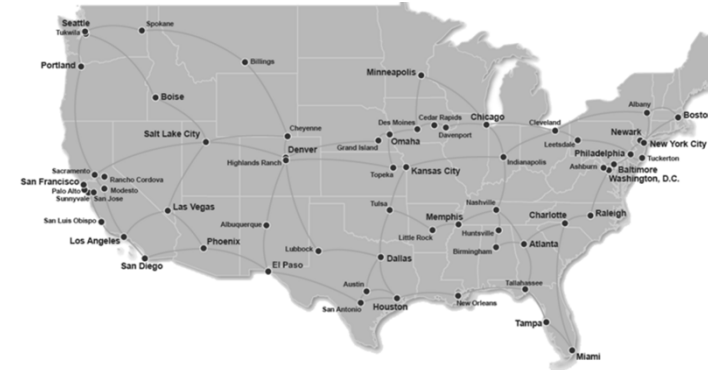 Seattle
Spokane
Tukwila
Portland
Billings
Minneapolis
Boise
Albany
Bosto
Cedar Rapids
Chicago
Des Moines
Cleveland
Newark
Salt Lake City
Cheyenne
Omaha
Davenport
New York City
Leetsdale
Grand Island
Denver
Philadelphia
Tuckerton
Highlands Ranch
Indianapolis
Ashburn
Baltimore
Sacramento
Rancho Cordova
Topeka
Kansas City
Washington, D.C.
San Francisco
Modesto
Palo Alto
Sunnyvale
San Jose
Las Vegas
Tulsa
Nashville
San Luis Obispo
Albuquerque
Memphis
Charlotte
Raleigh
Little Rock
Huntsville
Los Angeles
Phoenix
Lubbock
Birmingham
Atlanta
San Diego
El Paso
Dallas
Austin
Tallahassee
San Antonio
Houston
New Orleans
Tampa
Miami